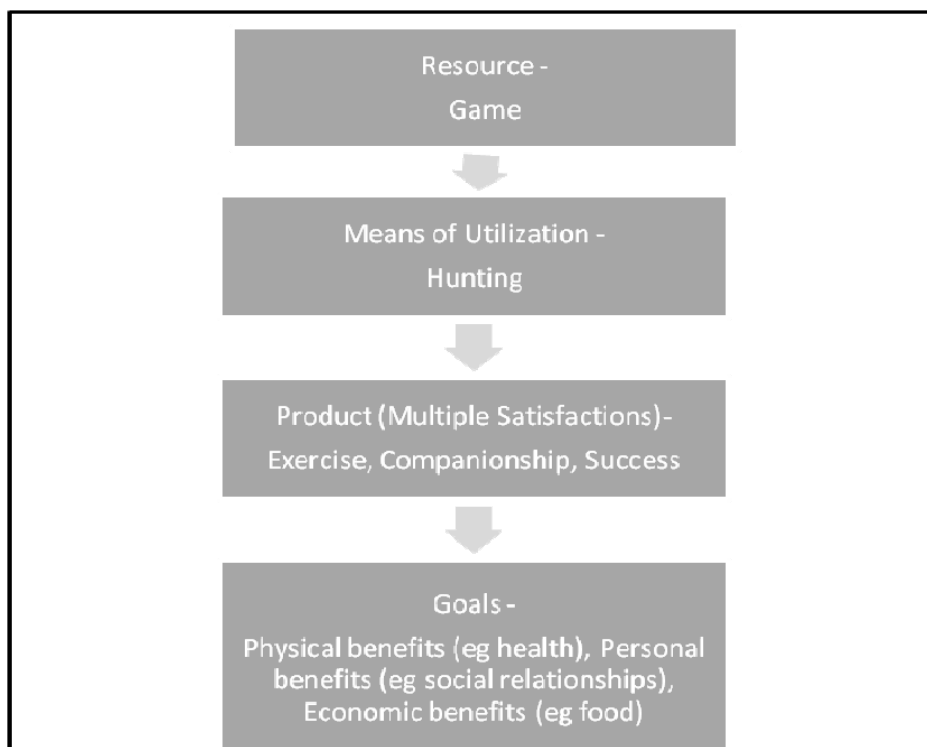 Resource -
Game
Means of Utilization -
Hunting
Product (Multiple Satisfactions)-
Exercise, Companionship, Success
Goals -
Physical benefits (eg health), Personal
benefits (eg social relationships),
Economic benefits (eg food)